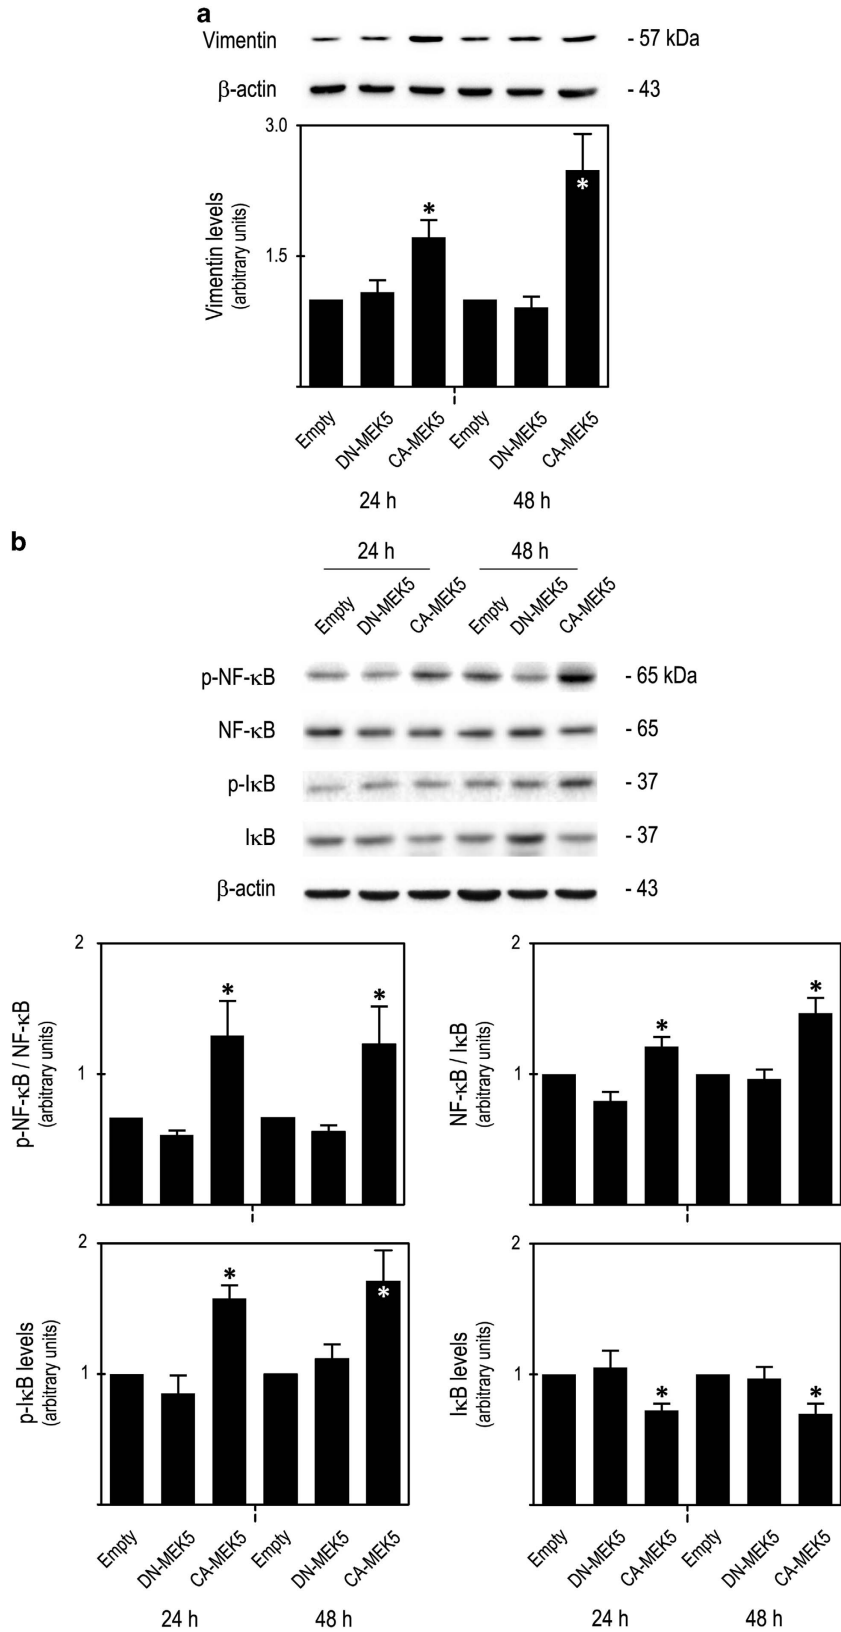 a
Vimentin - 57 kDa
β-actin - 43
3.0
1.5
Vimentin levels
(arbitrary units)
* *
Empty DN-MEK5 CA-MEK5 Empty DN-MEK5 CA-MEK5
24 h 48 h
b
24 h 48 h
Empty DN-MEK5 CA-MEK5 Empty DN-MEK5 CA-MEK5
p-NF-κB - 65 kDa
NF-κB - 65
p-IκB - 37
IκB - 37
β-actin - 43
2
1
p-NF-κB / NF-κB
(arbitrary units)
* *
2
1
NF-κB / IκB
(arbitrary units)
* *
2
1
p-IκB levels
(arbitrary units)
* *
Empty DN-MEK5 CA-MEK5 Empty DN-MEK5 CA-MEK5
24 h 48 h
2
1
IκB levels
(arbitrary units)
* *
Empty DN-MEK5 CA-MEK5 Empty DN-MEK5 CA-MEK5
24 h 48 h